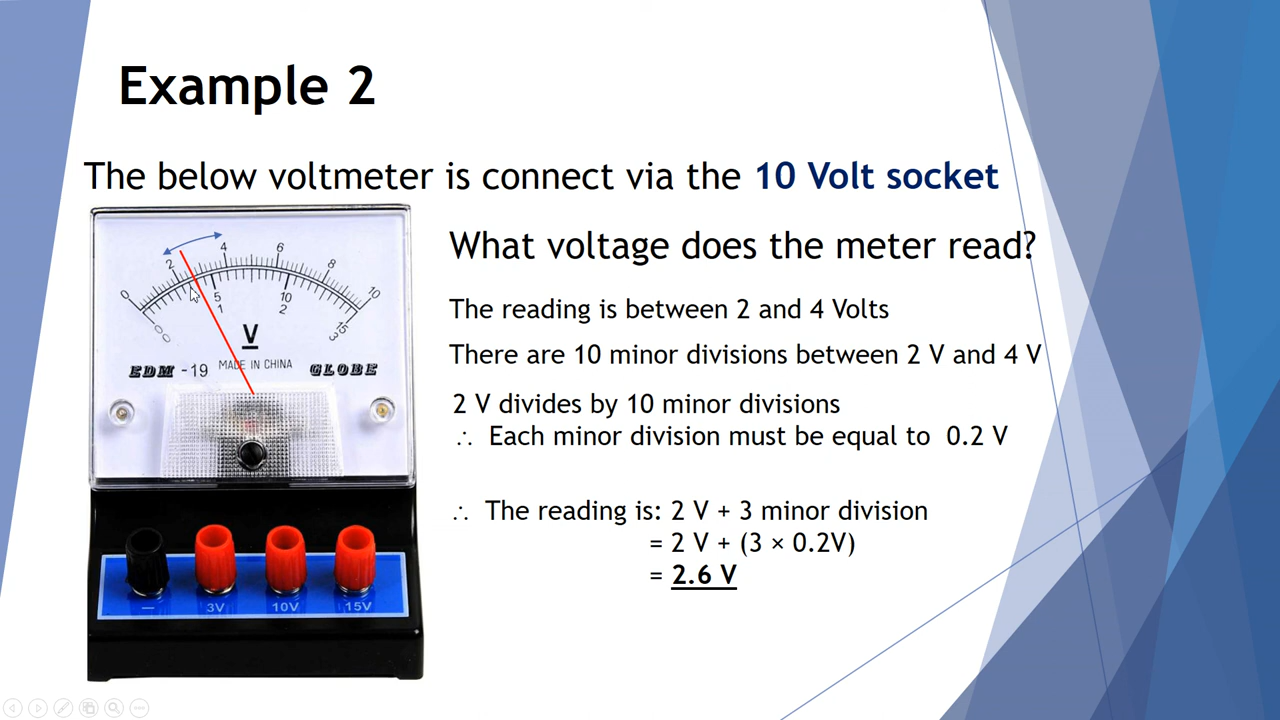 Example 2
The below voltmeter is connect via the 10 Volt socket
What voltage does the meter read?
0 2 4 6 8 10
0 5 10 15
0 1 2 3
V
MADE IN CHINA
EDM -19 GLOBE
— 3V 10V 15V
The reading is between 2 and 4 Volts
There are 10 minor divisions between 2 V and 4 V
2 V divides by 10 minor divisions
∴ Each minor division must be equal to 0.2 V
∴ The reading is: 2 V + 3 minor division
= 2 V + (3 × 0.2V)
= 2.6 V